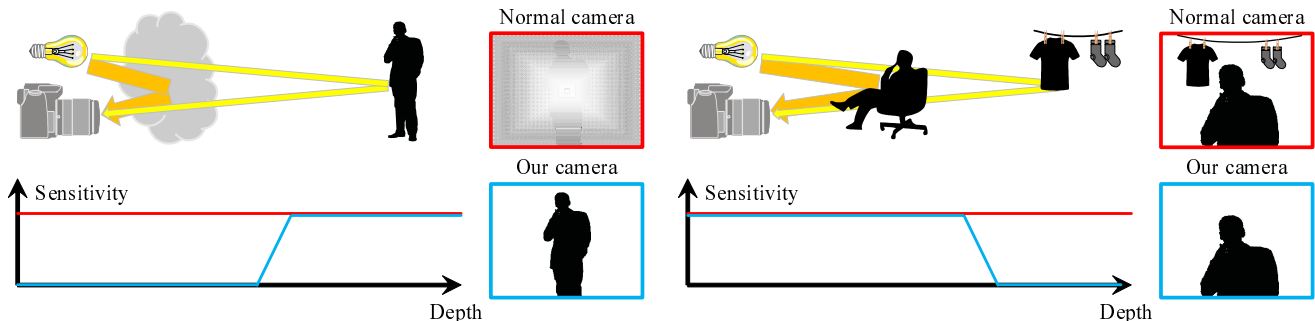 Normal camera
Our camera
Sensitivity
Depth
Normal camera
Our camera
Sensitivity
Depth